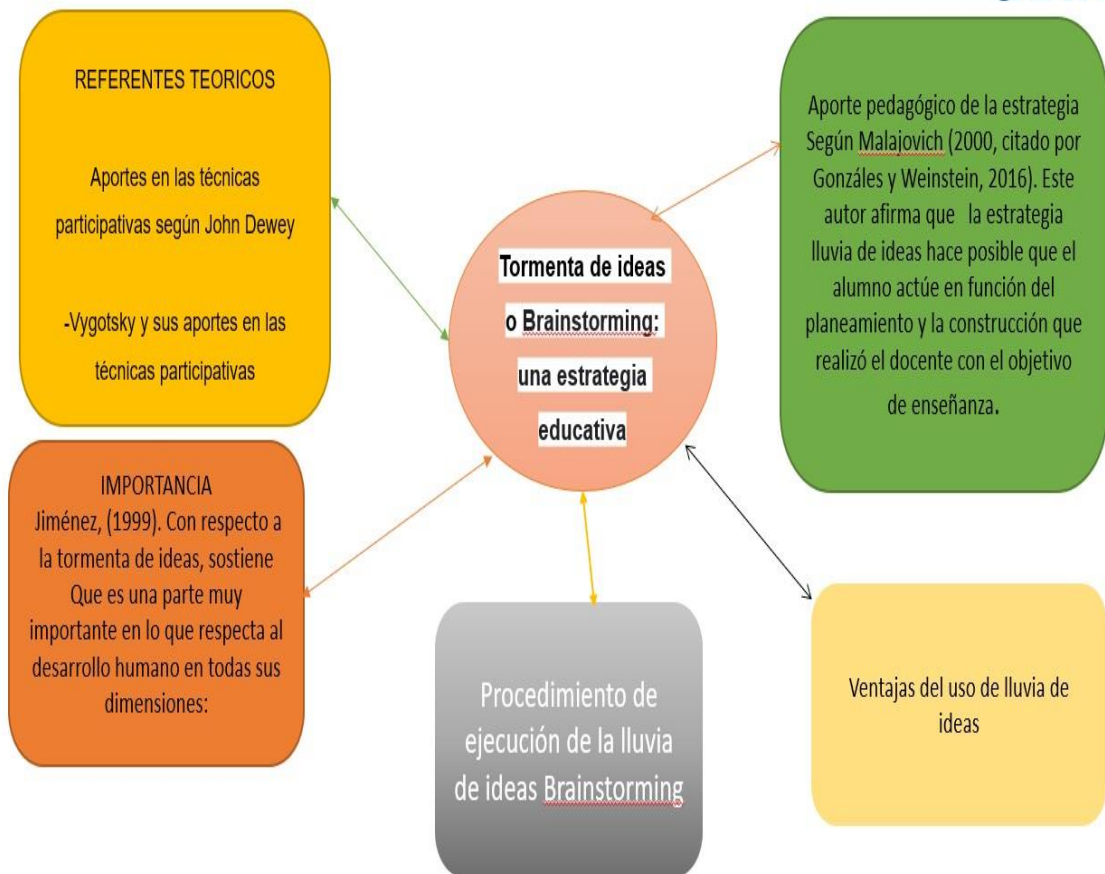 REFERENTES TEORICOS
Aportes en las técnicas
participativas según John Dewey
-Vygotsky y sus aportes en las
técnicas participativas
Aporte pedagógico de la estrategia
Según Malajovich (2000, citado por
Gonzáles y Weinstein, 2016). Este
autor afirma que la estrategia
lluvia de ideas hace posible que el
alumno actúe en función del
planeamiento y la construcción que
realizó el docente con el objetivo
de enseñanza.
Tormenta de ideas
o Brainstorming:
una estrategia
educativa
IMPORTANCIA
Jiménez, (1999). Con respecto a
la tormenta de ideas, sostiene
Que es una parte muy
importante en lo que respecta al
desarrollo humano en todas sus
dimensiones:
Procedimiento de
ejecución de la lluvia
de ideas Brainstorming
Ventajas del uso de lluvia de
ideas